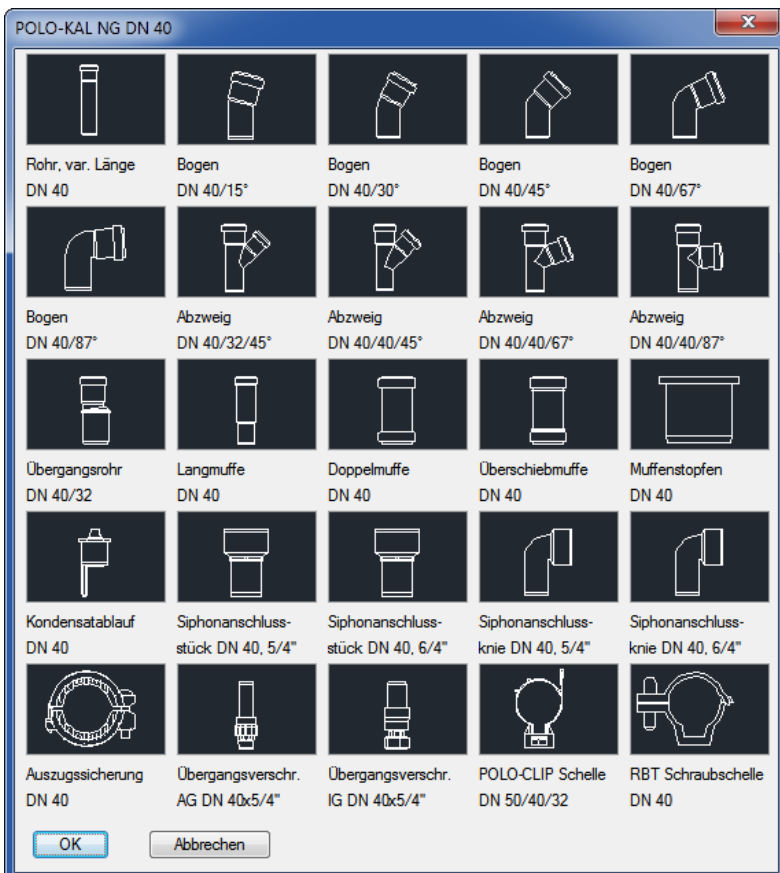 POLO-KAL NG DN 40
Rohr, var. Länge
DN 40
Bogen
DN 40/15°
Bogen
DN 40/30°
Bogen
DN 40/45°
Bogen
DN 40/67°
Bogen
DN 40/87°
Abzweig
DN 40/32/45°
Abzweig
DN 40/40/45°
Abzweig
DN 40/40/67°
Abzweig
DN 40/40/87°
Übergangsrohr
DN 40/32
Langmuffe
DN 40
Doppelmuffe
DN 40
Überschiebmuffe
DN 40
Muffenstopfen
DN 40
Kondensatablauf
DN 40
Siphonanschluss-
stück DN 40, 5/4"
Siphonanschluss-
stück DN 40, 6/4"
Siphonanschluss-
knie DN 40, 5/4"
Siphonanschluss-
knie DN 40, 6/4"
Auszugssicherung
DN 40
Übergangsverschr.
AG DN 40x5/4"
Übergangsverschr.
IG DN 40x5/4"
POLO-CLIP Schelle
DN 50/40/32
RBT Schraubschelle
DN 40
OK
Abbrechen